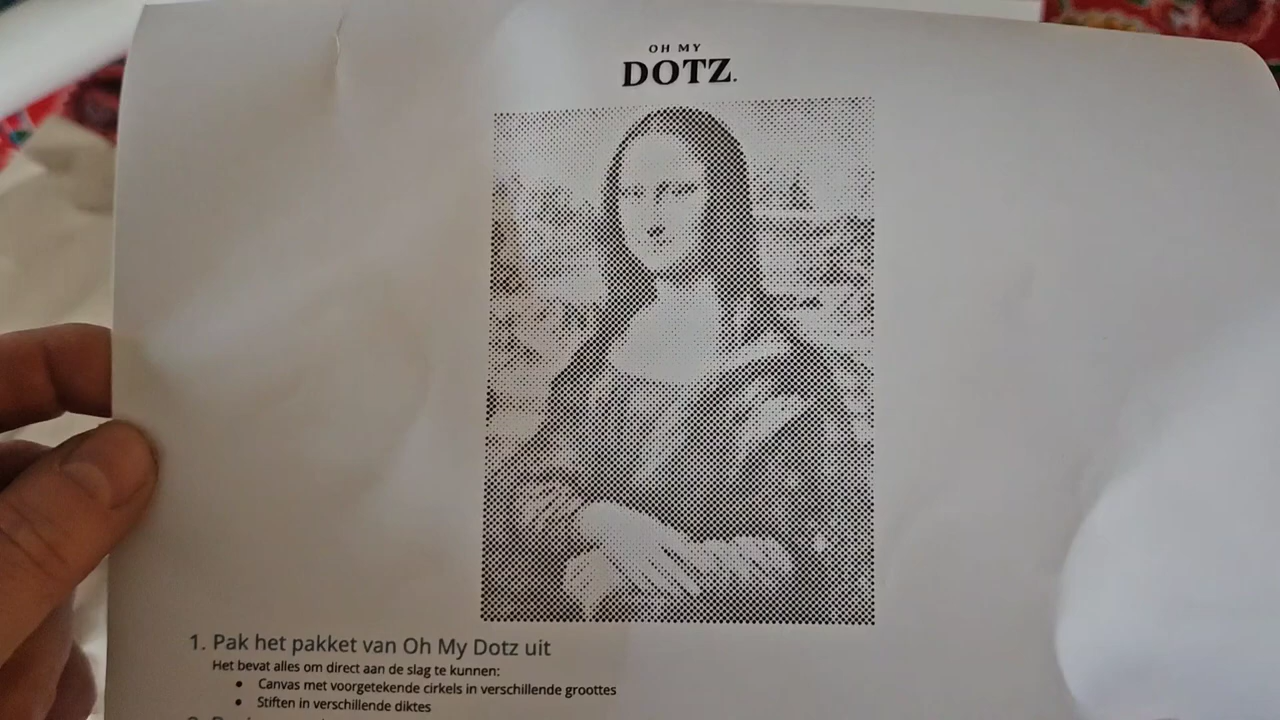 OH MY
DOTZ.
1. Pak het pakket van Oh My Dotz uit
Het bevat alles om direct aan de slag te kunnen:
• Canvas met voorgetekende cirkels in verschillende groottes
• Stiften in verschillende diktes